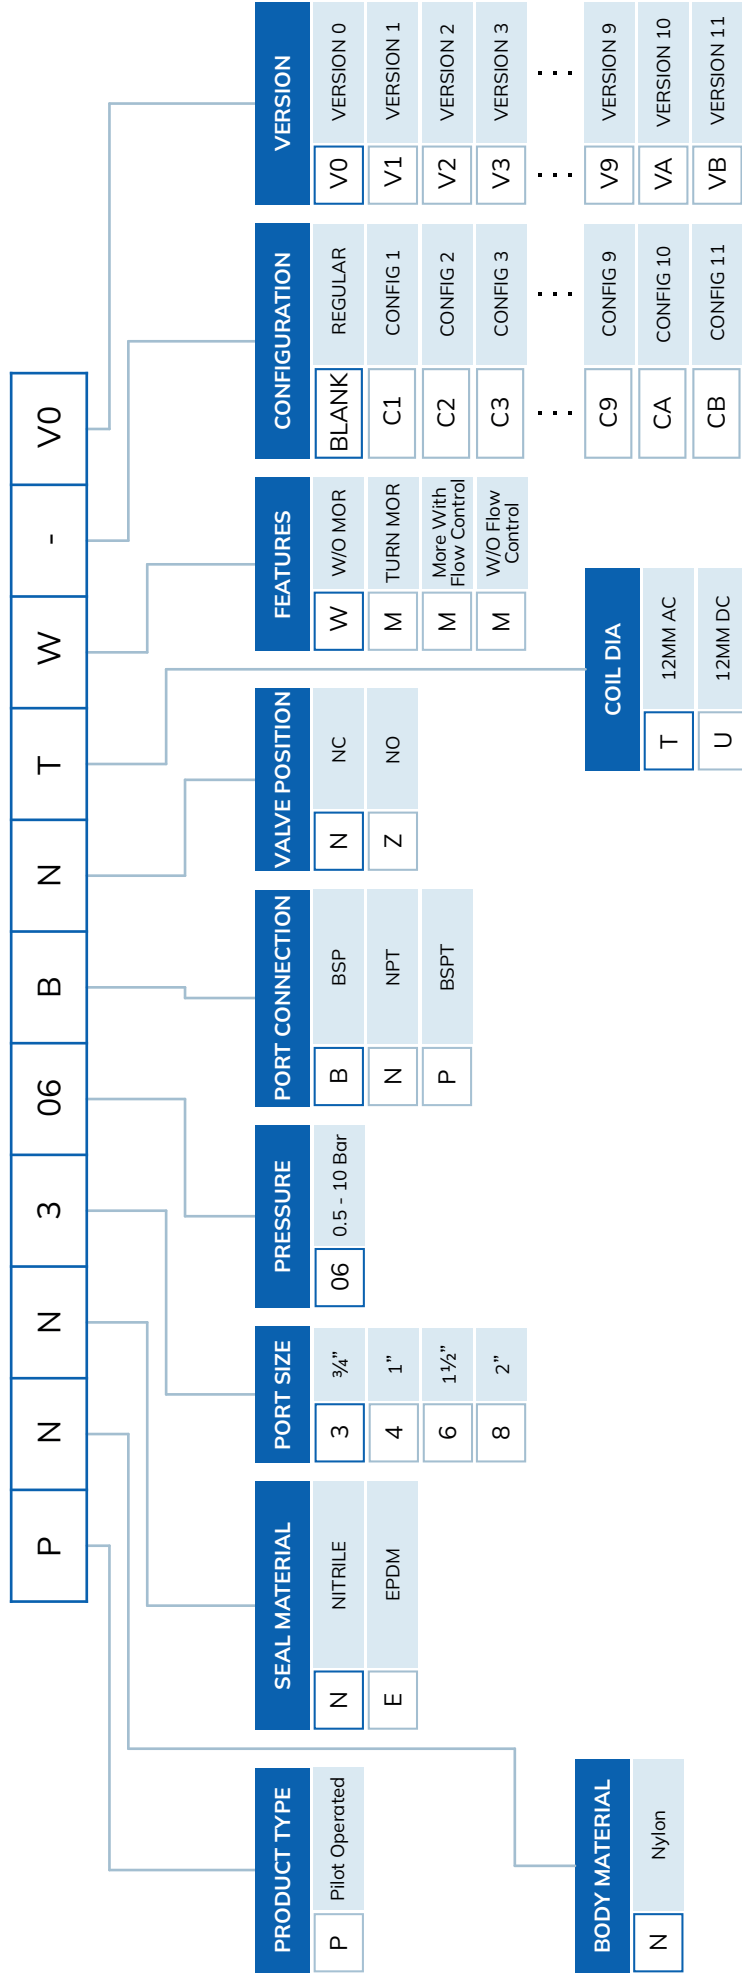 P N N 3 06 B N T W - V0
PRODUCT TYPE
P Pilot Operated
BODY MATERIAL
N Nylon
SEAL MATERIAL
N NITRILE
E EPDM
PORT SIZE
3 ¾”
4 1”
6 1½”
8 2”
PRESSURE
06 0.5 - 10 Bar
PORT CONNECTION
B BSP
N NPT
P BSPT
VALVE POSITION
N NC
Z NO
COIL DIA
T 12MM AC
U 12MM DC
FEATURES
W W/O MOR
M TURN MOR
M More With
Flow Control
M W/O Flow
Control
CONFIGURATION
BLANK REGULAR
C1 CONFIG 1
C2 CONFIG 2
C3 CONFIG 3
... ...
C9 CONFIG 9
CA CONFIG 10
CB CONFIG 11
VERSION
V0 VERSION 0
V1 VERSION 1
V2 VERSION 2
V3 VERSION 3
... ...
V9 VERSION 9
VA VERSION 10
VB VERSION 11